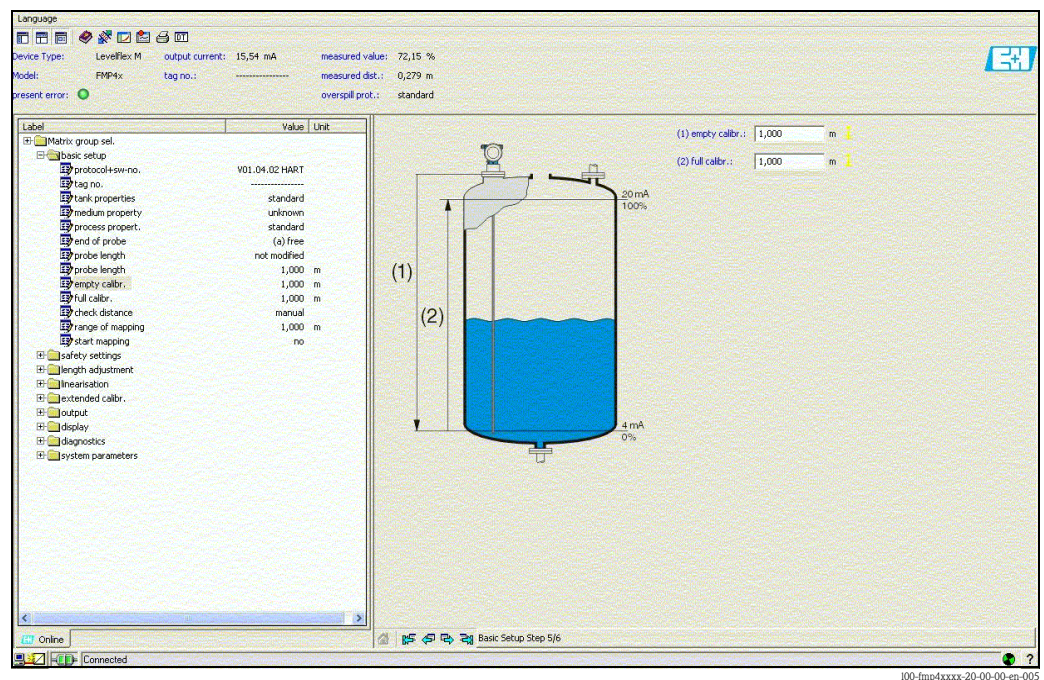 Language
DT
Device Type: Levelflex M output current: 15,54 mA measured value: 72,15 %
Model: FMP4x tag no.: ---------------- measured dist.: 0,279 m
present error: overspill prot.: standard
E+H
Label Value Unit
Matrix group sel.
basic setup
protocol+sw-no. V01.04.02 HART
tag no. ----------------
tank properties standard
medium property unknown
process propert. standard
end of probe (a) free
probe length not modified
probe length 1,000 m
empty calibr. 1,000 m
full calibr. 1,000 m
check distance manual
range of mapping 1,000 m
start mapping no
safety settings
length adjustment
linearisation
extended calibr.
output
display
diagnostics
system parameters
(1) empty calibr.: 1,000 m
(2) full calibr.: 1,000 m
20 mA
100%
(1)
(2)
4 mA
0%
Online
Basic Setup Step 5/6
Connected
?
l00-fmp4xxxx-20-00-00-en-005